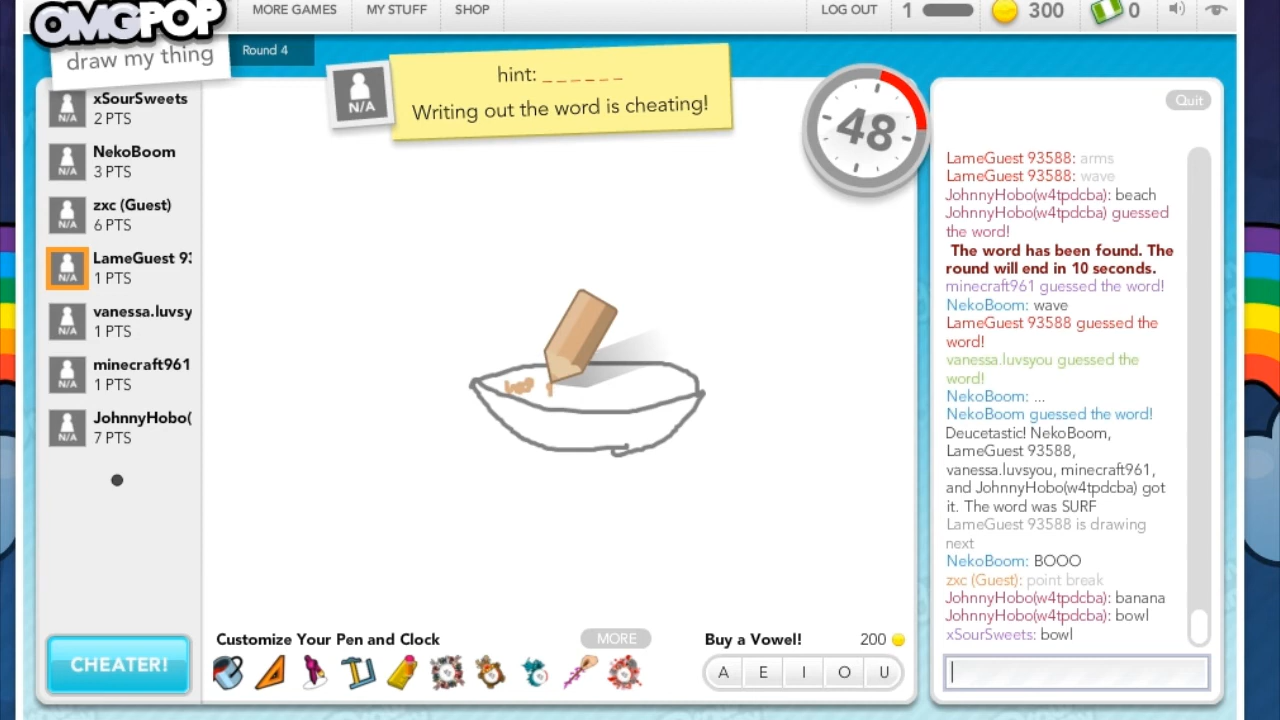 OMGPOP
MORE GAMES
MY STUFF
SHOP
LOG OUT
1
300
0
draw my thing
Round 4
hint: _ _ _ _ _ _
Writing out the word is cheating!
N/A
48
N/A
xSourSweets
2 PTS
N/A
NekoBoom
3 PTS
N/A
zxc (Guest)
6 PTS
N/A
LameGuest 93
1 PTS
N/A
vanessa.luvsy
1 PTS
N/A
minecraft961
1 PTS
N/A
JohnnyHobo(
7 PTS
CHEATER!
Customize Your Pen and Clock
MORE
Buy a Vowel!
200
A E I O U
Quit
LameGuest 93588: arms
LameGuest 93588: wave
JohnnyHobo(w4tpdcba): beach
JohnnyHobo(w4tpdcba) guessed
the word!
The word has been found. The
round will end in 10 seconds.
minecraft961 guessed the word!
NekoBoom: wave
LameGuest 93588 guessed the
word!
vanessa.luvsyou guessed the
word!
NekoBoom: ...
NekoBoom guessed the word!
Deucetastic! NekoBoom,
LameGuest 93588,
vanessa.luvsyou, minecraft961,
and JohnnyHobo(w4tpdcba) got
it. The word was SURF
LameGuest 93588 is drawing
next
NekoBoom: BOOO
zxc (Guest): point break
JohnnyHobo(w4tpdcba): banana
JohnnyHobo(w4tpdcba): bowl
xSourSweets: bowl